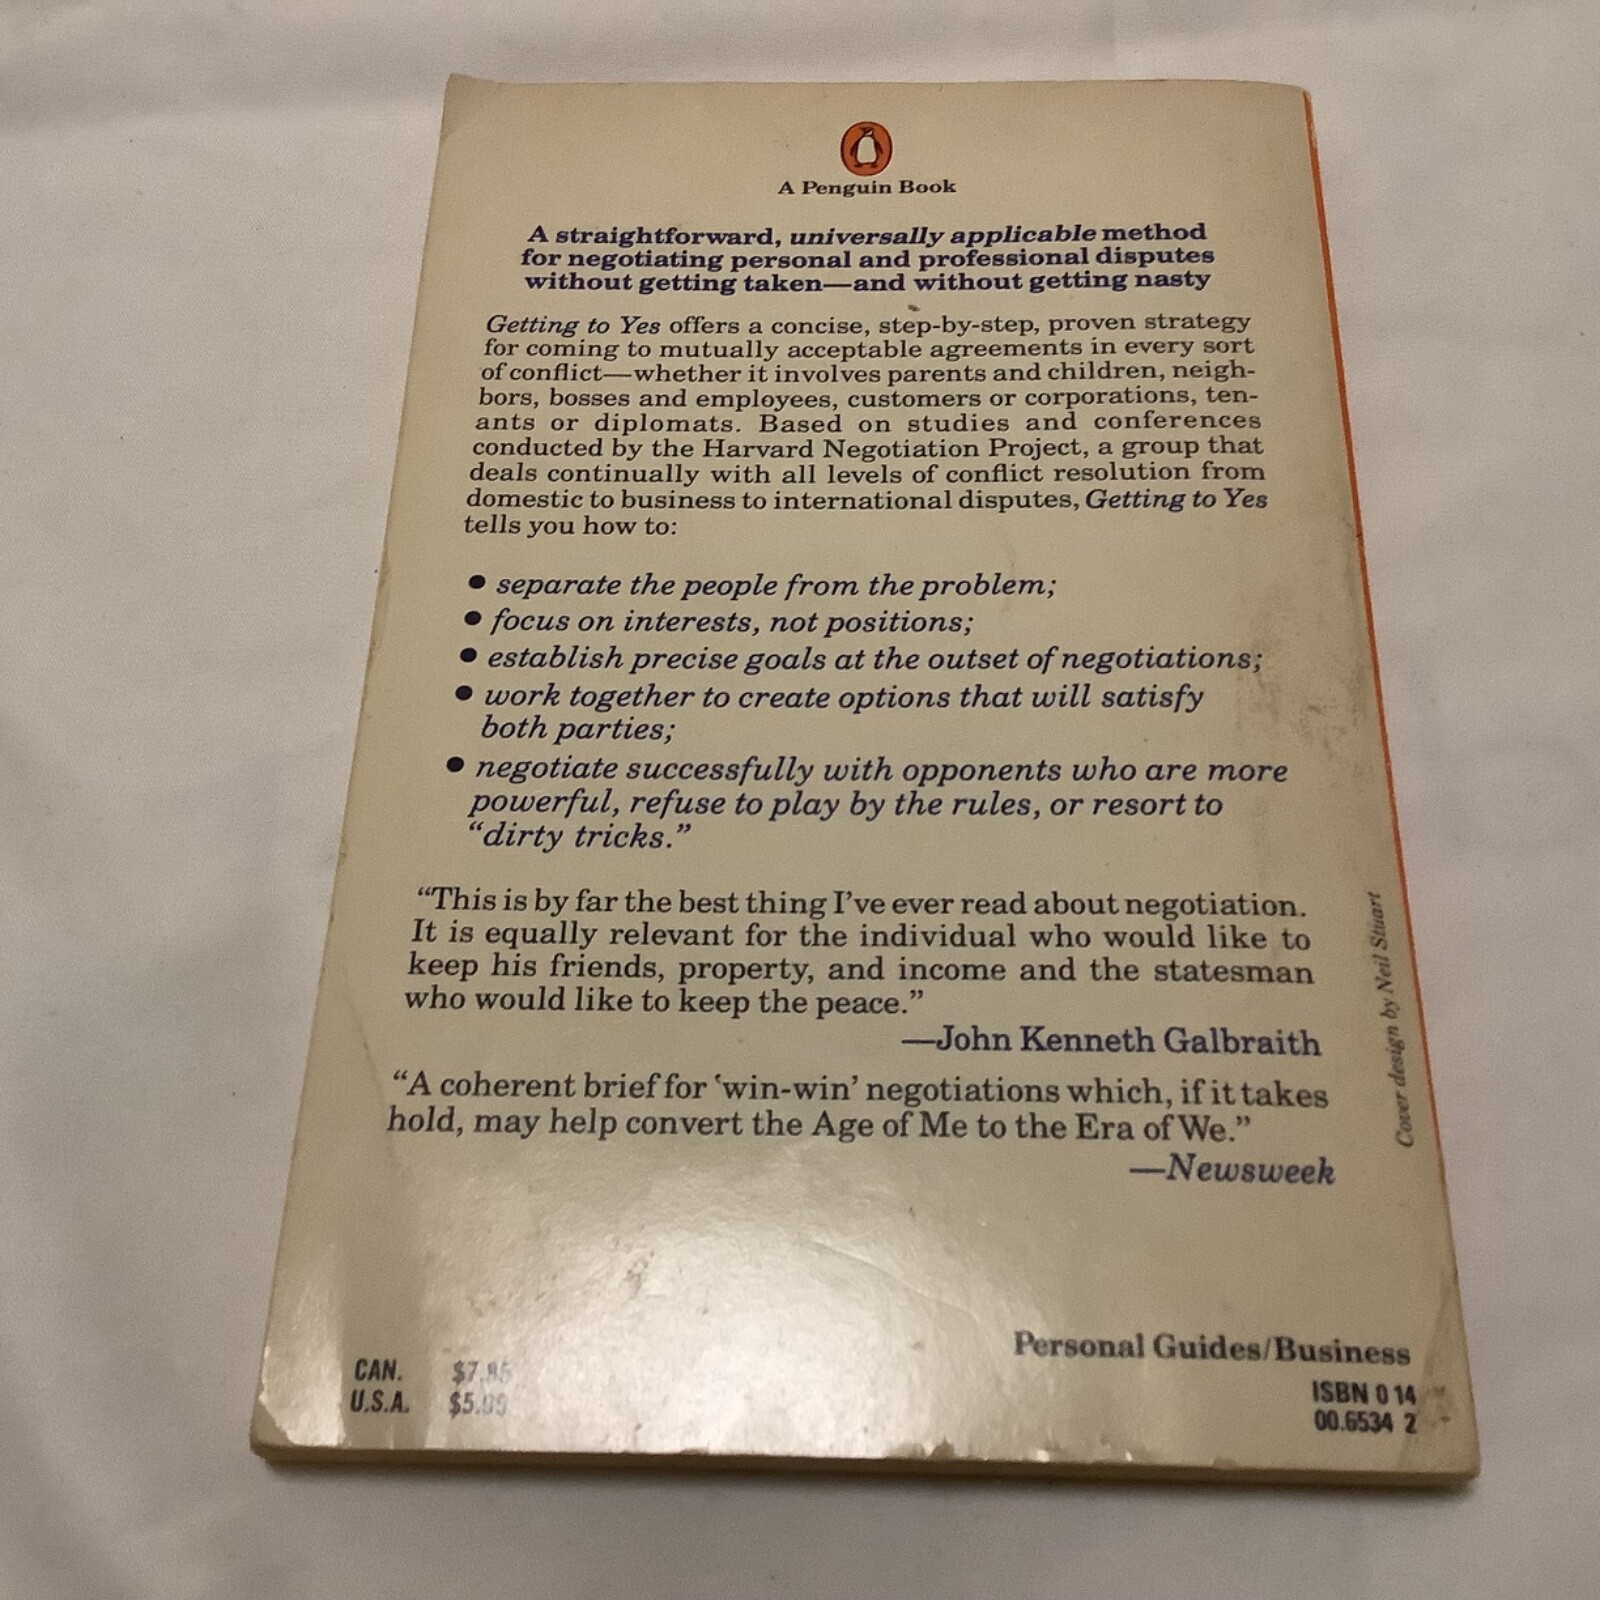 A Penguin Book
A straightforward, universally applicable method
for negotiating personal and professional disputes
without getting taken—and without getting nasty
Getting to Yes offers a concise, step-by-step, proven strategy
for coming to mutually acceptable agreements in every sort
of conflict—whether it involves parents and children, neigh-
bors, bosses and employees, customers or corporations, ten-
ants or diplomats. Based on studies and conferences
conducted by the Harvard Negotiation Project, a group that
deals continually with all levels of conflict resolution from
domestic to business to international disputes, Getting to Yes
tells you how to:
• separate the people from the problem;
• focus on interests, not positions;
• establish precise goals at the outset of negotiations;
• work together to create options that will satisfy
both parties;
• negotiate successfully with opponents who are more
powerful, refuse to play by the rules, or resort to
“dirty tricks.”
“This is by far the best thing I’ve ever read about negotiation.
It is equally relevant for the individual who would like to
keep his friends, property, and income and the statesman
who would like to keep the peace.”
—John Kenneth Galbraith
“A coherent brief for ‘win-win’ negotiations which, if it takes
hold, may help convert the Age of Me to the Era of We.”
—Newsweek
Cover design by Neil Stuart
Personal Guides/Business
CAN.
U.S.A.
ISBN 0 14
00.6534 2